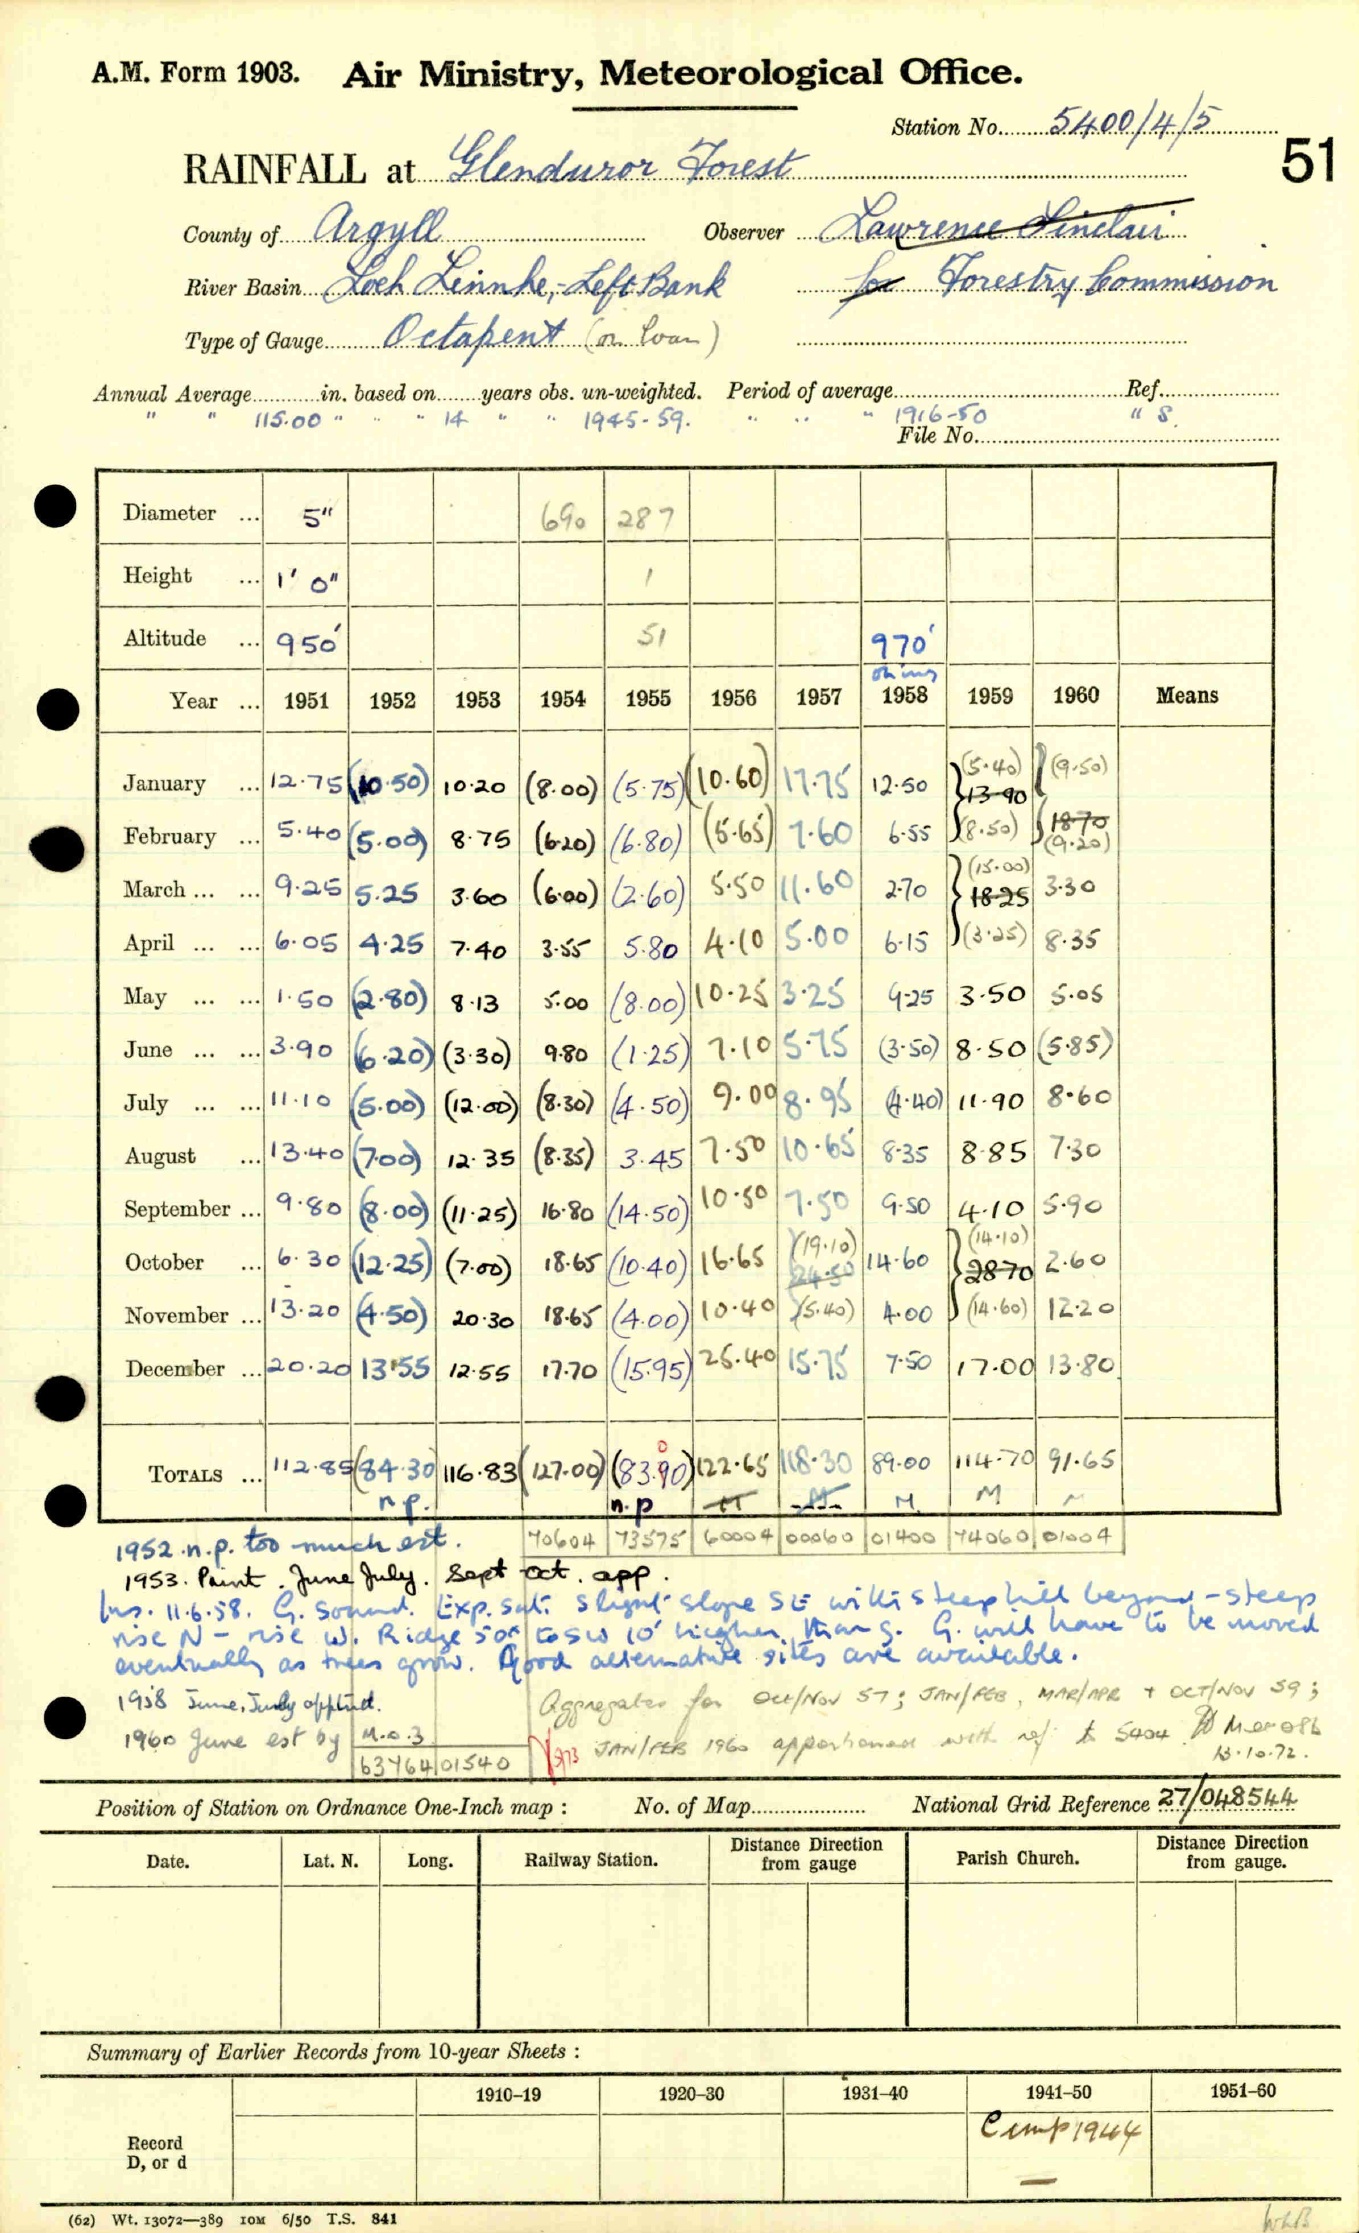 A.M. Form 1903. Air Ministry, Meteorological Office.
Station No. 5400/4/5
51
RAINFALL at Glenduror Forest
County of Argyll Observer Lawrence Sinclair
River Basin Loch Linnhe,-Left Bank for Forestry Commission
Type of Gauge Octapent (on loan)
Annual Average in. based on years obs. un-weighted. Period of average Ref.
" " 115.00 " " " 14 " " 1945-59. " " " 1916-50 " S.
File No.
Diameter ... 5" 690 287
Height ... 1' 0" 1
Altitude ... 950' 51 970'
on ins
Year ... 1951 1952 1953 1954 1955 1956 1957 1958 1959 1960 Means
January ... 12.75 (10.50) 10.20 (8.00) (5.75) (10.60) 17.75 12.50 (5.40) 13.90 (9.50)
February ... 5.40 (5.00) 8.75 (6.20) (6.80) (5.65) 7.60 6.55 (8.50) 18.70 (9.20)
March ... ... 9.25 5.25 3.60 (6.00) (2.60) 5.50 11.60 2.70 (15.00) 18.25 3.30
April ... ... 6.05 4.25 7.40 3.55 5.80 4.10 5.00 6.15 (3.25) 8.35
May ... ... 1.50 (2.80) 8.13 5.00 (8.00) 10.25 3.25 9.25 3.50 5.05
June ... ... 3.90 (6.20) (3.30) 9.80 (1.25) 7.10 5.75 (3.50) 8.50 (5.85)
July ... ... 11.10 (5.00) (12.00) (8.30) (4.50) 9.00 8.95 (4.40) 11.90 8.60
August ... 13.40 (7.00) 12.35 (8.35) 3.45 7.50 10.65 8.35 8.85 7.30
September ... 9.80 (8.00) (11.25) 16.80 (14.50) 10.50 7.50 9.50 4.10 5.90
October ... 6.30 (12.25) (7.00) 18.65 (10.40) 16.65 (19.10) 24.50 14.60 (14.10) 28.70 2.60
November ... 13.20 (4.50) 20.30 18.65 (4.00) 10.40 (5.40) 4.00 (14.60) 12.20
December ... 20.20 13.55 12.55 17.70 (15.95) 25.40 15.75 7.50 17.00 13.80
TOTALS ... 112.85 (84.30) 116.83 (127.00) (83.90) 122.65 118.30 89.00 114.70 91.65
0
n.p. n.p M M M M M
70604 73575 60004 00060 01400 74060 01004
1952 n.p. too much est.
1953. Print. June July. Sept Oct. app.
Ins. 11.6.58. G. sound. Exp. sat: slight slope SE with steep hill beyond - steep
rise N - rise W. Ridge 50x to SW 10' higher than G. G. will have to be moved
eventually as trees grow. Good alternative sites are available.
1958 June, July apptnd.
Aggregates for OCT/NOV 57; JAN/FEB, MAR/APR + OCT/NOV 59;
1960 June est by M.O.3 JAN/FEB 1960 apportioned with ref to 5404
13.10.72.
63464 01540
Position of Station on Ordnance One-Inch map : No. of Map National Grid Reference 27/048544
Date. Lat. N. Long. Railway Station. Distance Direction from gauge Parish Church. Distance Direction from gauge.
Summary of Earlier Records from 10-year Sheets :
1910–19 1920–30 1931–40 1941–50 1951–60
Record
D, or d
1944
—
(62) Wt. 13072—389 10M 6/50 T.S. 841